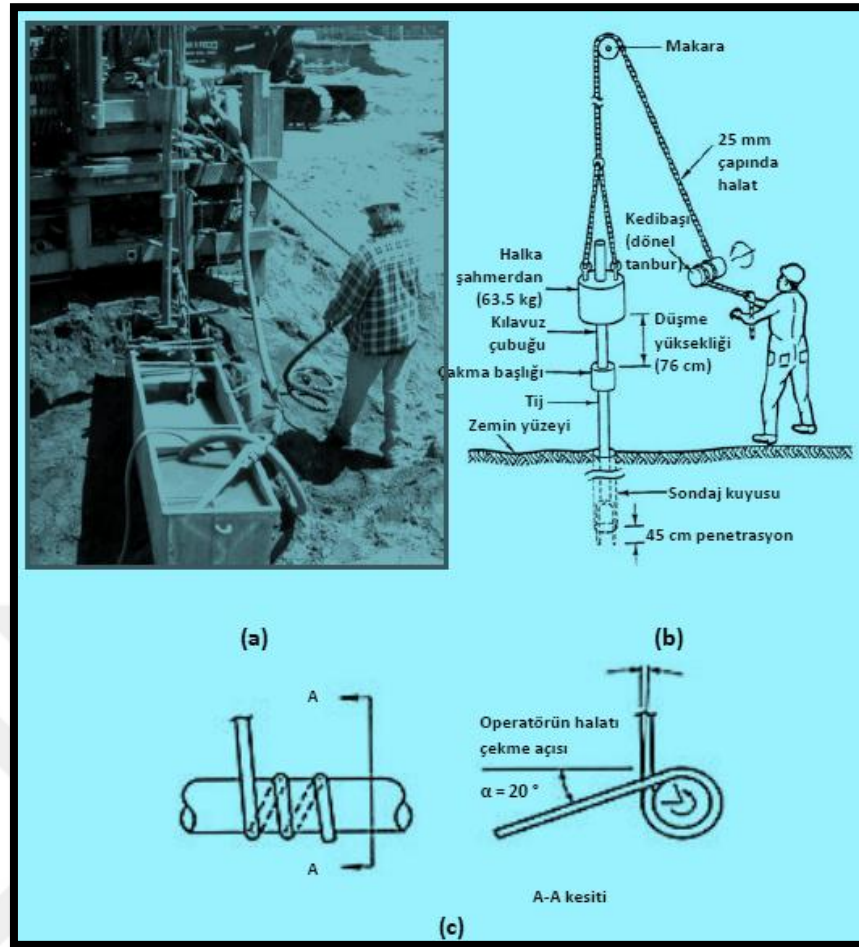 Makara
25 mm
çapında
halat
Kedibaşı
(dönel
tanbur)
Halka
şahmerdan
(63.5 kg)
Kılavuz
çubuğu
Düşme
yüksekliği
(76 cm)
Çakma başlığı
Tij
Zemin yüzeyi
Sondaj kuyusu
45 cm penetrasyon
(a)
(b)
A
A
Operatörün halatı
çekme açısı
α = 20 °
A-A kesiti
(c)